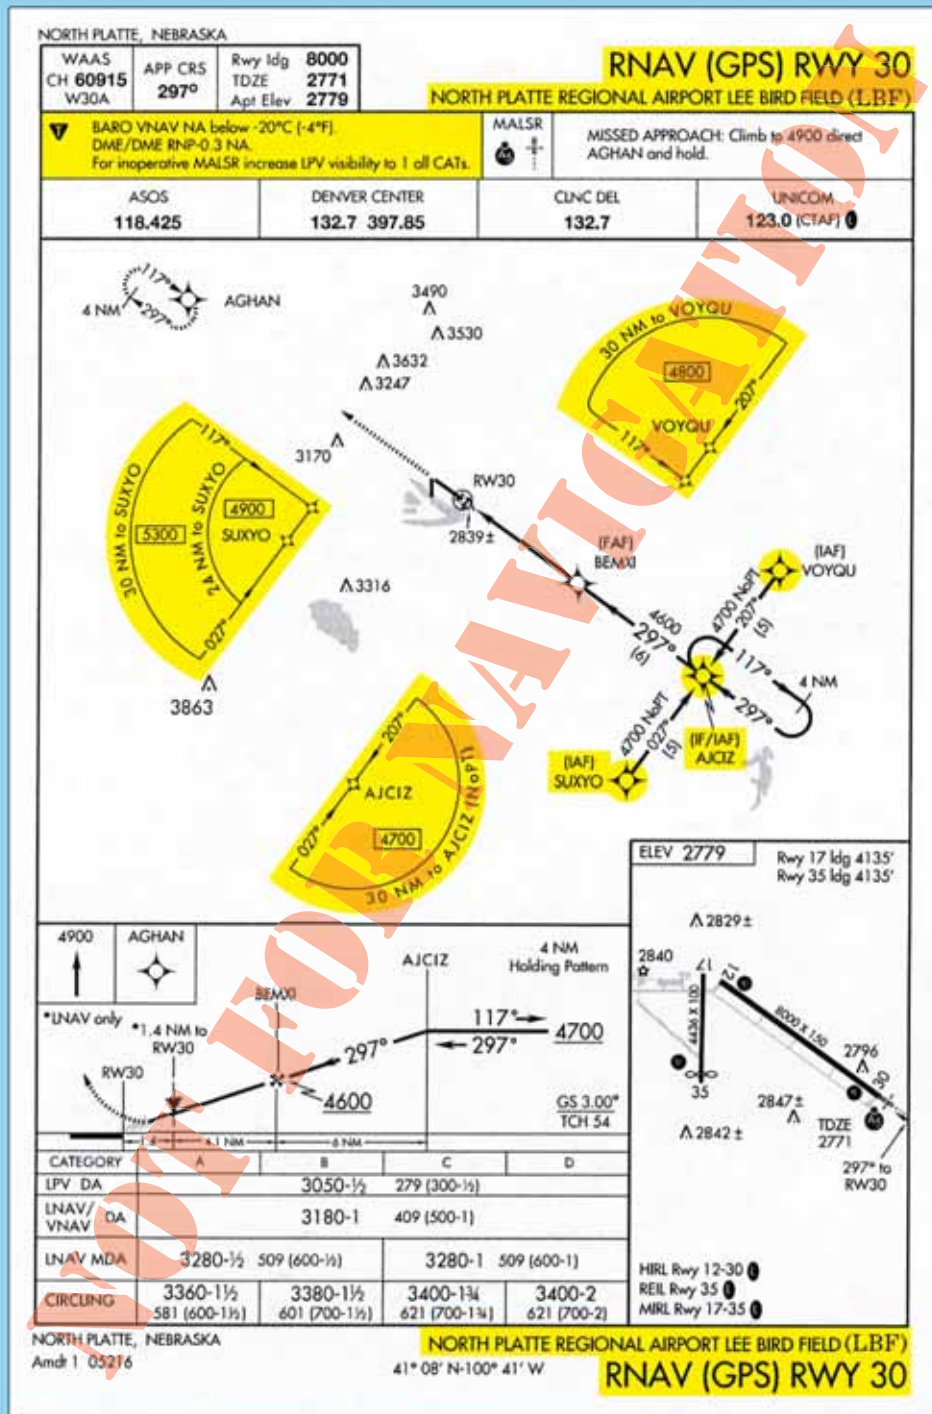 NORTH PLATTE, NEBRASKA
WAAS
CH 60915
W30A
APP CRS
297°
Rwy ldg 8000
TDZE 2771
Apt Elev 2779
RNAV (GPS) RWY 30
NORTH PLATTE REGIONAL AIRPORT LEE BIRD FIELD (LBF)
BARO VNAV NA below -20°C (-4°F).
DME/DME RNP-0.3 NA.
For inoperative MALSR increase LPV visibility to 1 all CATs.
MALSR
MISSED APPROACH: Climb to 4900 direct
AGHAN and hold.
ASOS
118.425
DENVER CENTER
132.7 397.85
CLNC DEL
132.7
UNICOM
123.0 (CTAF)
117°
4 NM
297°
AGHAN
3490
3530
3632
3247
3170
30 NM to VOYQU
4800
207°
VOYQU
117°
117°
30 NM to SUXYO
5300
24 NM to SUXYO
4900
SUXYO
027°
3863
RW30
2839±
(FAF)
BEMXI
(IAF)
VOYQU
3316
4600
297°
(6)
4700 NoPT
207°
(5)
117°
4 NM
297°
4700 NoPT
027°
(5)
(IF/IAF)
AJCIZ
(IAF)
SUXYO
207°
AJCIZ
027°
4700
30 NM to AJCIZ (NoPT)
ELEV 2779
Rwy 17 ldg 4135'
Rwy 35 ldg 4135'
2829±
2840
17
12
4436 X 100
8000 X 150
2796
30
35
2847±
2842±
TDZE
2771
297° to
RW30
HIRL Rwy 12-30
REIL Rwy 35
MIRL Rwy 17-35
4900
AGHAN
*LNAV only
*1.4 NM to
RW30
RW30
BEMXI
AJCIZ
4 NM
Holding Pattern
117°
297°
297°
4700
4600
GS 3.00°
TCH 54
1.4
4.1 NM
6 NM
CATEGORY A B C D
LPV DA 3050-½ 279 (300-½)
LNAV/
VNAV DA 3180-1 409 (500-1)
LNAV MDA 3280-½ 509 (600-½) 3280-1 509 (600-1)
CIRCLING 3360-1½ 3380-1½ 3400-1¾ 3400-2
581 (600-1½) 601 (700-1½) 621 (700-1¾) 621 (700-2)
NORTH PLATTE, NEBRASKA
Amdt 1 05216
41° 08' N-100° 41' W
NORTH PLATTE REGIONAL AIRPORT LEE BIRD FIELD (LBF)
RNAV (GPS) RWY 30
NOT FOR NAVIGATION